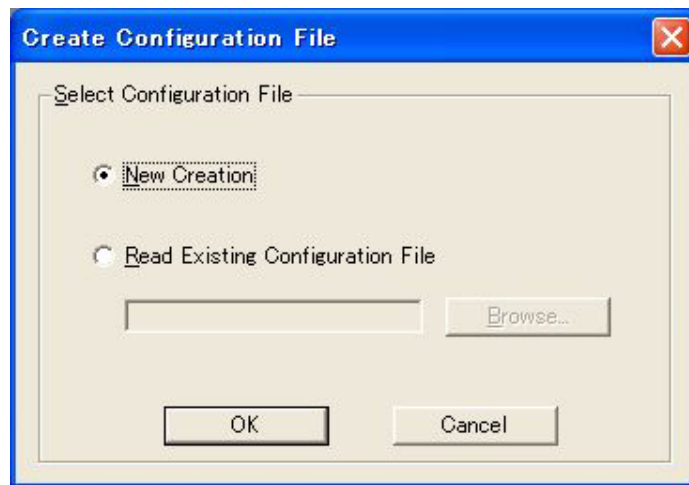 Create Configuration File
Select Configuration File
New Creation
Read Existing Configuration File
Browse...
OK
Cancel